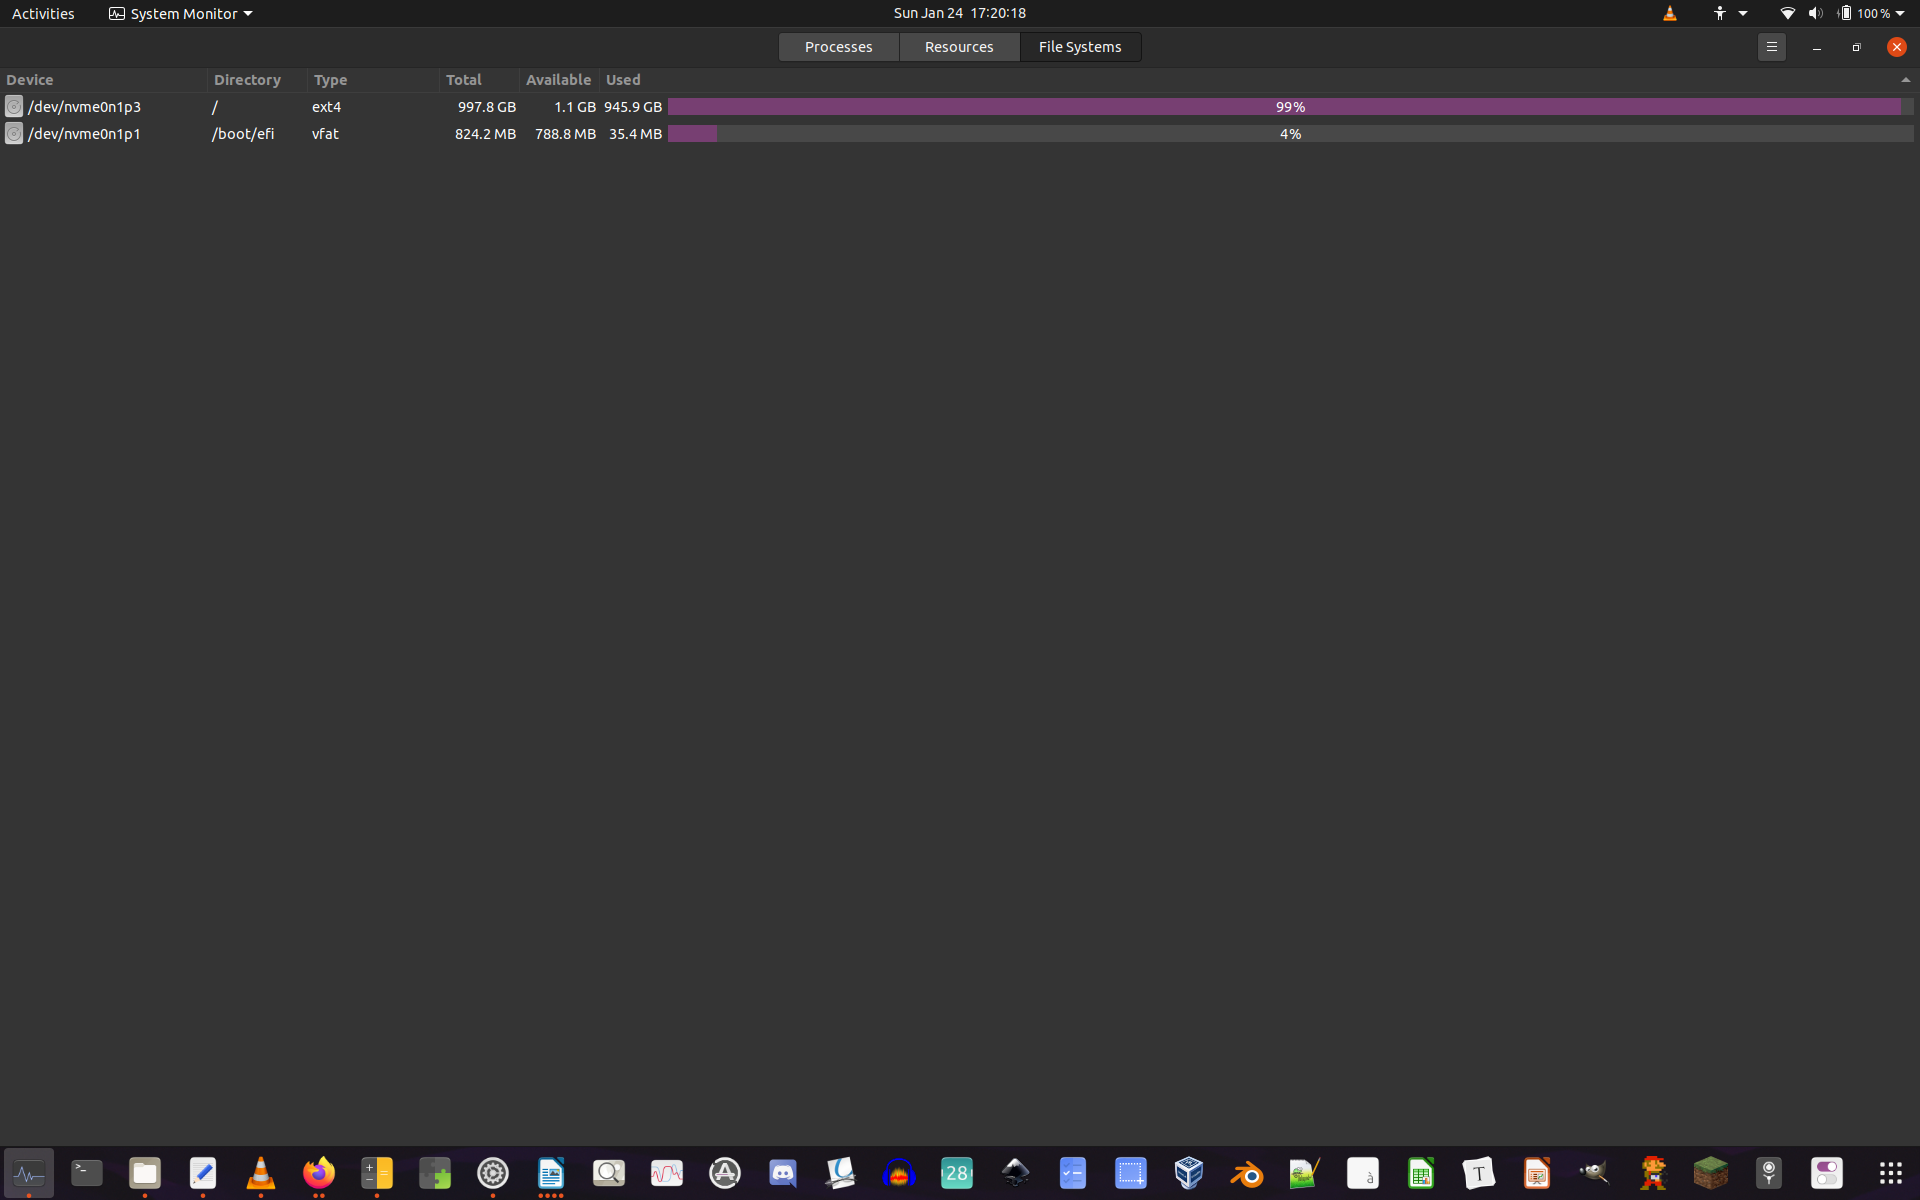 Activities System Monitor Sun Jan 24 17:20:18 100 %
Processes Resources File Systems
Device Directory Type Total Available Used
/dev/nvme0n1p3 / ext4 997.8 GB 1.1 GB 945.9 GB 99%
/dev/nvme0n1p1 /boot/efi vfat 824.2 MB 788.8 MB 35.4 MB 4%
>_ 28 à T